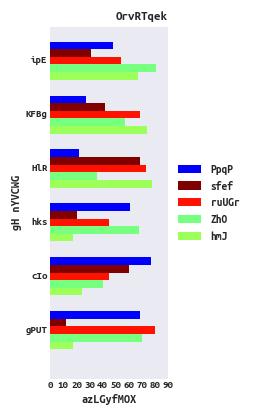 OrvRTqek
ipE
KFBg
HlR
hks
cIo
gPUT
gH nYVCWG
0 10 20 30 40 50 60 70 80 90
azLGyfMOX
PpqP
sfef
ruUGr
ZhO
hmJ